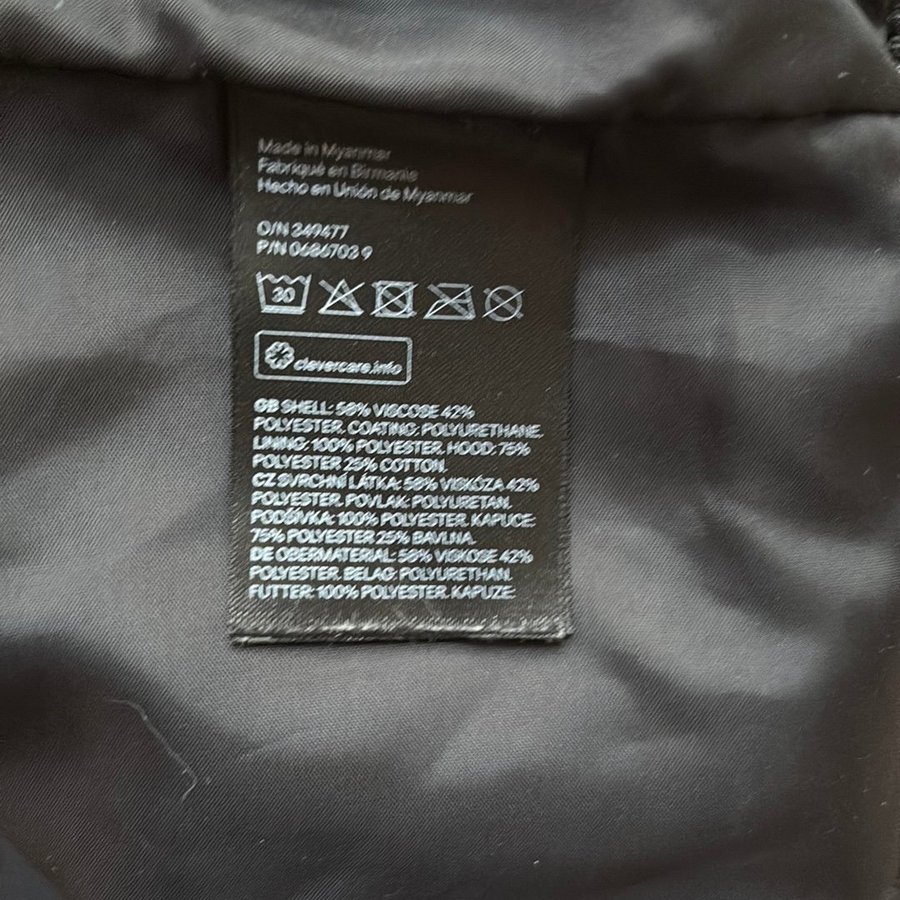 Made in Myanmar
Fabriqué en Birmanie
Hecho en Unión de Myanmar
O/N 349477
P/N 0686703 9
30
clevercare.info
GB SHELL: 58% VISCOSE 42%
POLYESTER. COATING: POLYURETHANE.
LINING: 100% POLYESTER. HOOD: 75%
POLYESTER 25% COTTON.
CZ SVRCHNÍ LÁTKA: 58% VISKÓZA 42%
POLYESTER. POVLAK: POLYURETAN.
PODŠÍVKA: 100% POLYESTER. KAPUCE:
75% POLYESTER 25% BAVLNA.
DE OBERMATERIAL: 58% VISKOSE 42%
POLYESTER. BELAG: POLYURETHAN.
FUTTER: 100% POLYESTER. KAPUZE: